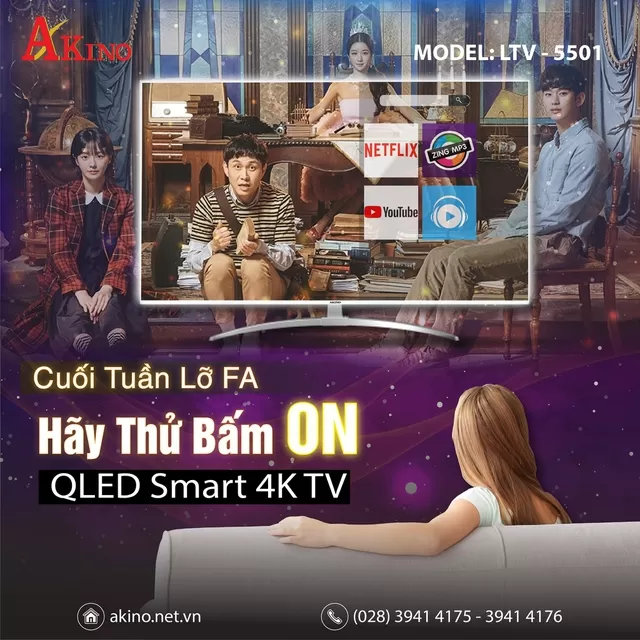 AKINO
MODEL: LTV - 5501
NETFLIX
ZING MP3
YouTube
Cuối Tuần Lỡ FA
Hãy Thử Bấm ON
QLED Smart 4K TV
akino.net.vn
(028) 3941 4175 - 3941 4176